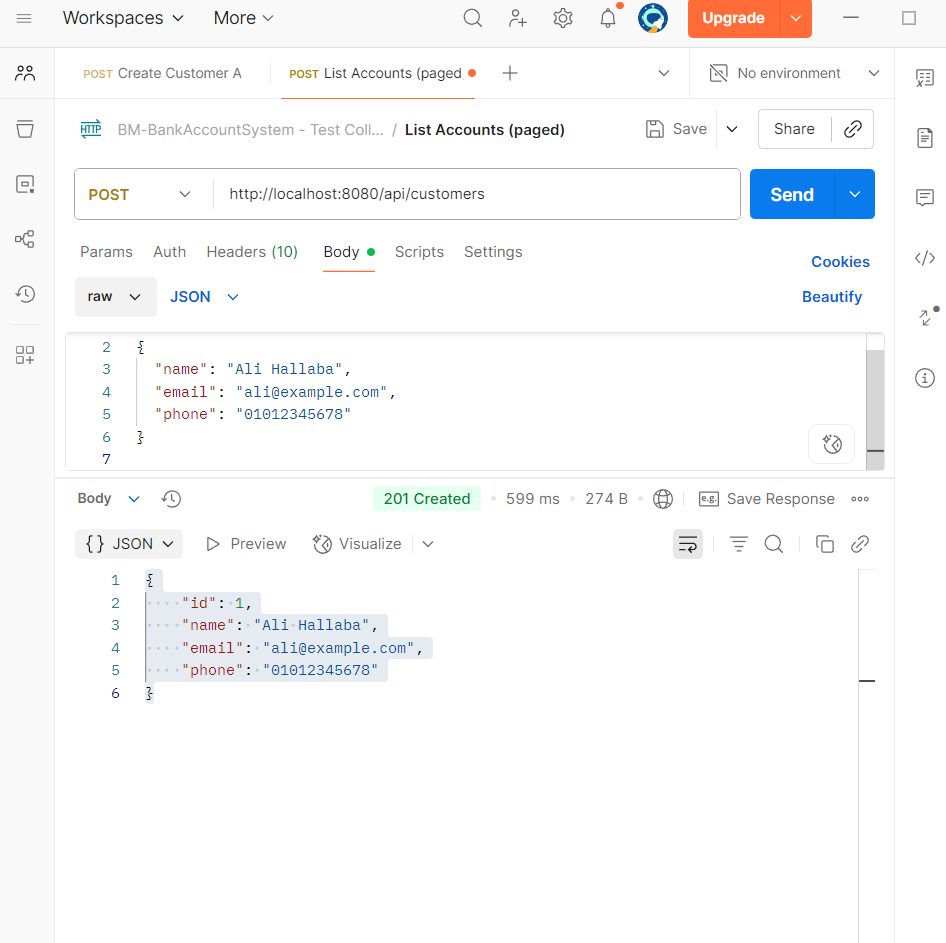 Workspaces More Upgrade
POST Create Customer A POST List Accounts (paged No environment
HTTP BM-BankAccountSystem - Test Coll... / List Accounts (paged) Save Share
POST http://localhost:8080/api/customers Send
Params Auth Headers (10) Body Scripts Settings Cookies
raw JSON Beautify
2 {
3 "name": "Ali Hallaba",
4 "email": "ali@example.com",
5 "phone": "01012345678"
6 }
7
Body 201 Created 599 ms 274 B e.g. Save Response
{} JSON Preview Visualize
1 {
2 "id": 1,
3 "name": "Ali Hallaba",
4 "email": "ali@example.com",
5 "phone": "01012345678"
6 }